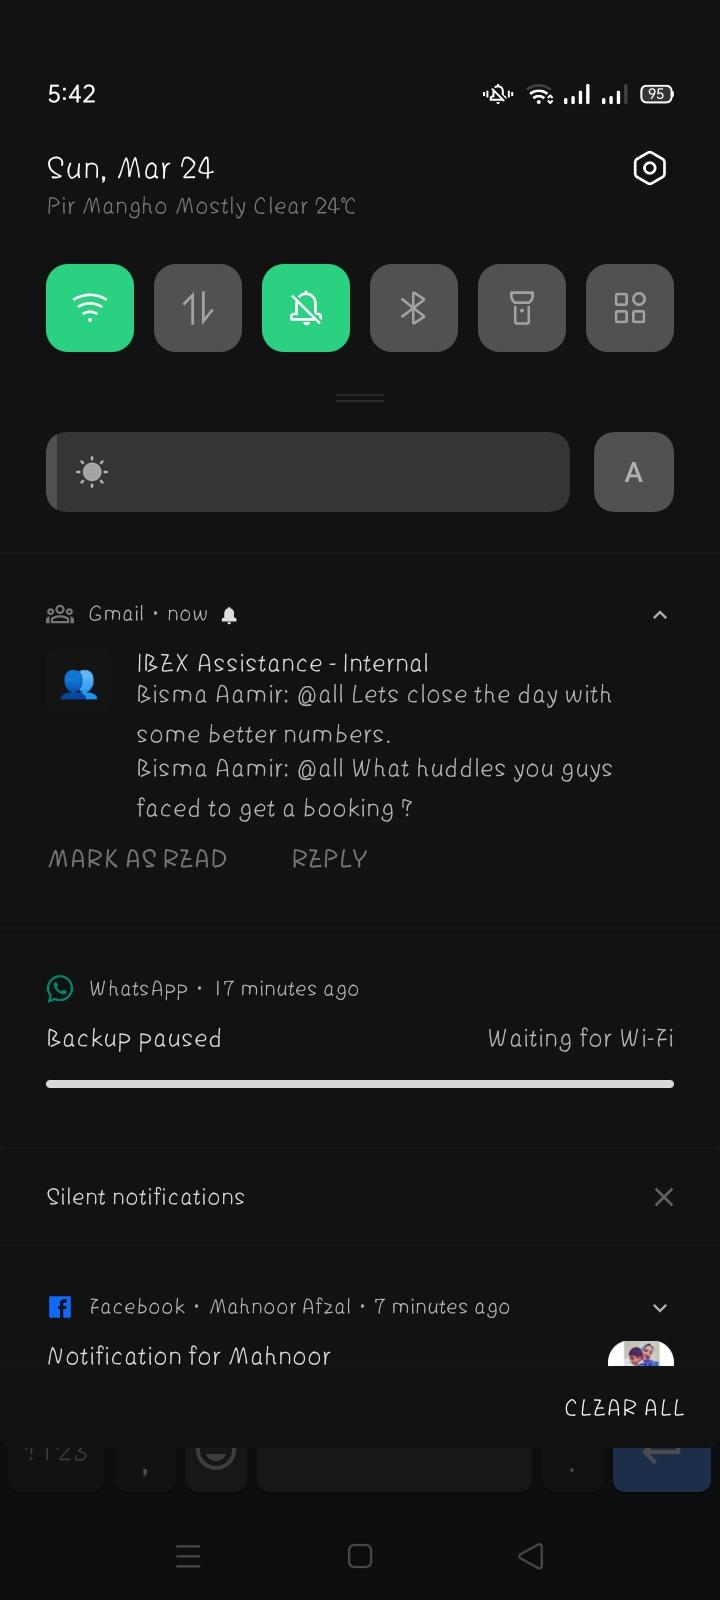 5:42
95
Sun, Mar 24
Pir Mangho Mostly Clear 24°C
A
Gmail • now
IBZX Assistance - Internal
Bisma Aamir: @all Lets close the day with
some better numbers.
Bisma Aamir: @all What huddles you guys
faced to get a booking ?
MARK AS READ REPLY
WhatsApp • 17 minutes ago
Backup paused Waiting for Wi-Fi
Silent notifications
Facebook • Mahnoor Afzal • 7 minutes ago
Notification for Mahnoor
CLEAR ALL
?123 , .